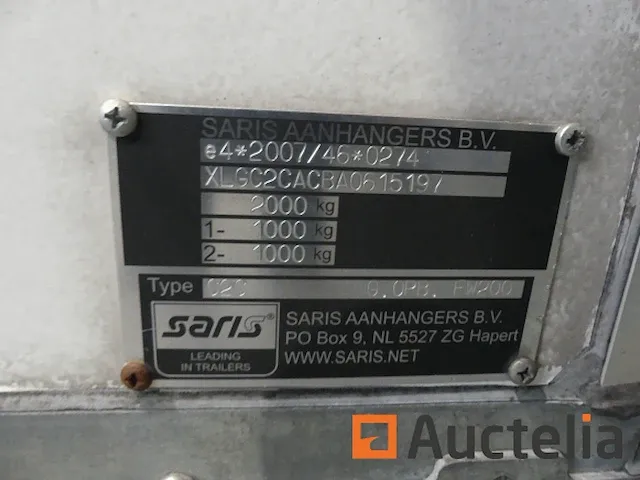 SARIS AANHANGERS B.V.
e4*2007/46*0274
XLGC2CACBA0615197
2000 kg
1- 1000 kg
2- 1000 kg
Type C2C
saris®
LEADING
IN TRAILERS
SARIS AANHANGERS B.V.
PO Box 9, NL 5527 ZG Hapert
WWW.SARIS.NET
Auctelia